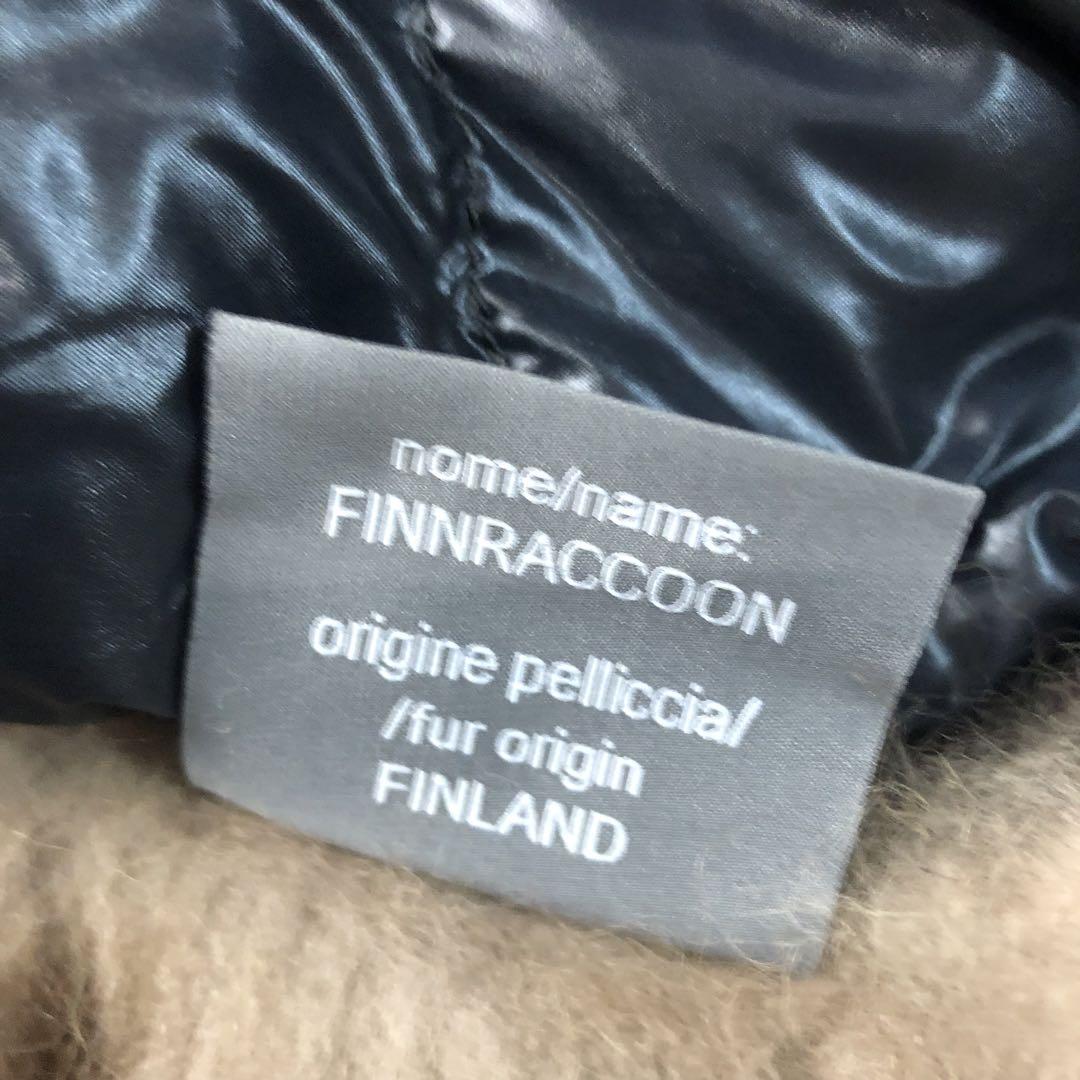 nome/name:
FINNRACCOON
origine pelliccia/
/fur origin
FINLAND